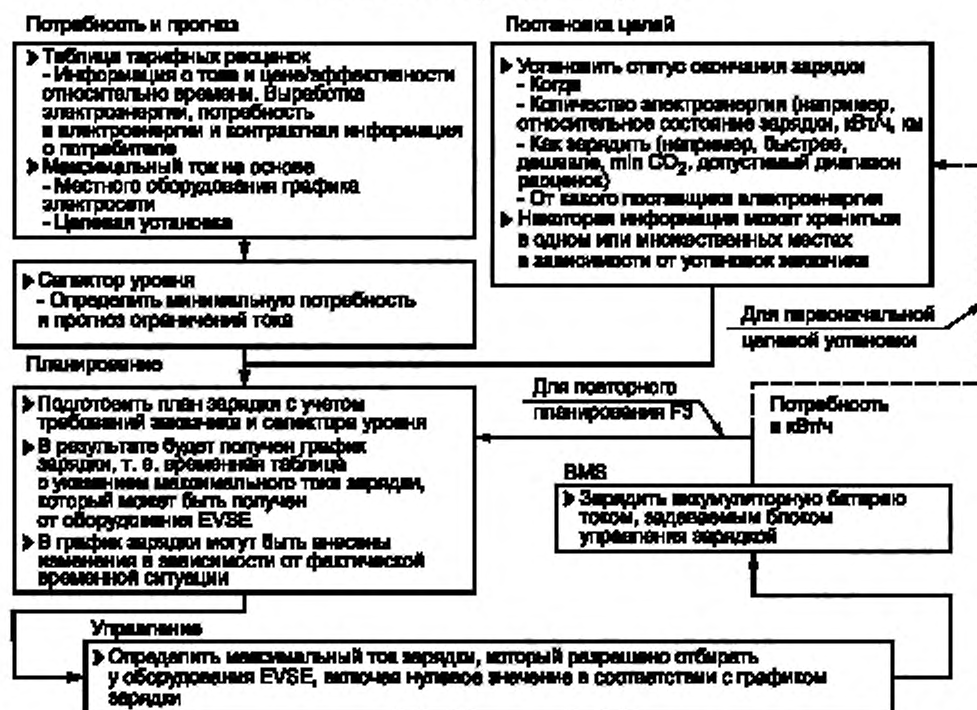 Потребность и прогноз
Таблица тарифных расценок
- Информация о токе и цене/эффективности
относительно времени. Выработка
электроэнергии, потребность
в электроэнергии и контрактная информация
о потребителе
Максимальный ток на основе
- Местного оборудования графика
электросети
- Целевая установка
Селектор уровня
- Определить минимальную потребность
и прогноз ограничений тока
Постановка целей
Установить статус окончания зарядки
- Когда
- Количество электроэнергия (например,
относительное состояние зарядки, кВт/ч, км
- Как зарядить (например, быстрее,
дешевле, min CO₂, допустимый диапазон
расценок)
- От какого поставщика электроэнергия
Некоторая информация может храниться
в одном или множественных местах
в зависимости от установок заказчика
Для первоначальной
целевой установки
Планирование
Подготовить план зарядки с учетом
требований заказчика и селектора уровня
В результате будет получен график
зарядки, т. е. временная таблица
с указанием максимального тока зарядки,
который может быть получен
от оборудования EVSE
В график зарядки могут быть внесены
изменения в зависимости от фактической
временной ситуации
Для повторного
планирования F3
Потребность
в кВт/ч
BMS
Зарядить аккумуляторную батарею
током, задаваемым блоком
управления зарядкой
Управление
Определить максимальный ток зарядки, который разрешено отбирать
у оборудования EVSE, включая нулевое значение в соответствии с графиком
зарядки